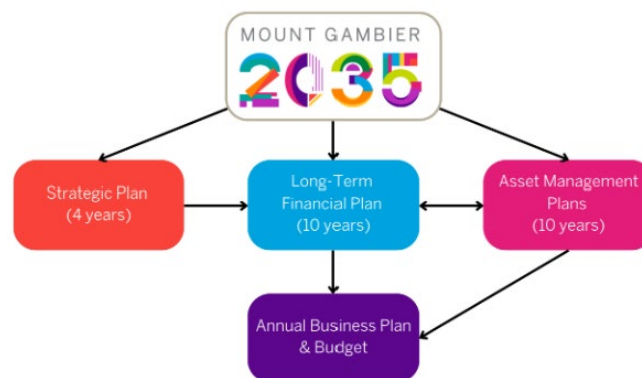 MOUNT GAMBIER
2035
Strategic Plan
(4 years)
Long-Term
Financial Plan
(10 years)
Asset Management
Plans
(10 years)
Annual Business Plan
& Budget